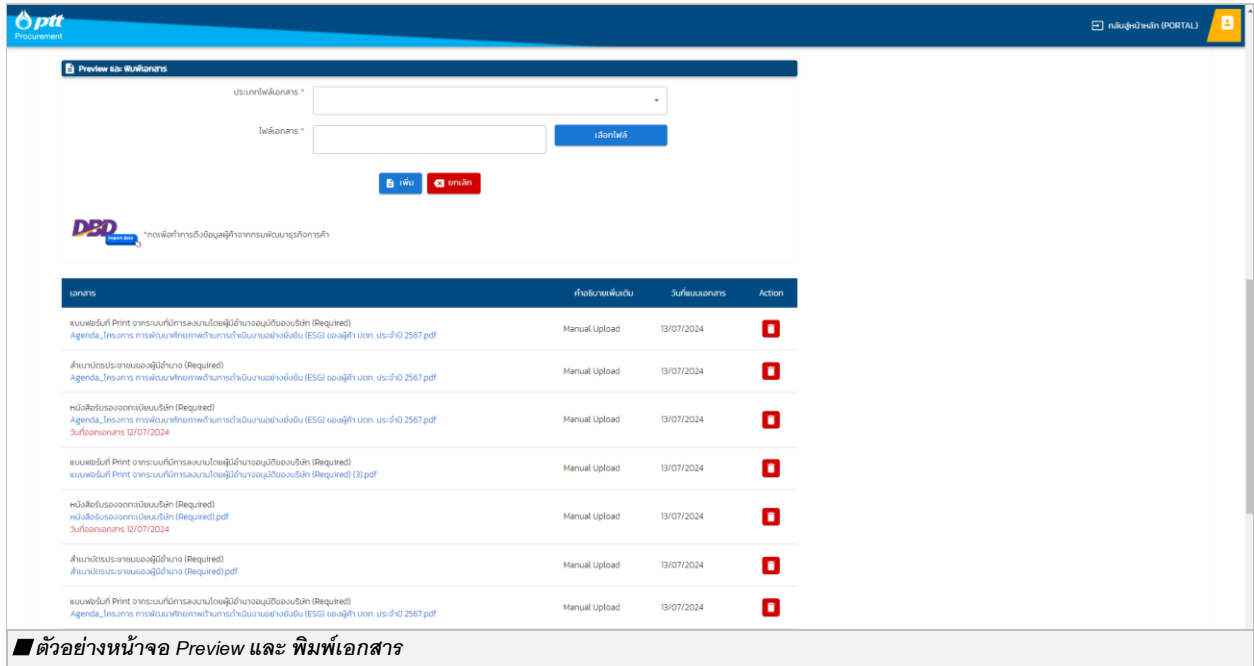 ptt
Procurement
กลับสู่หน้าหลัก (PORTAL)
Preview และ พิมพ์เอกสาร
ประเภทไฟล์เอกสาร *
ไฟล์เอกสาร *
เลือกไฟล์
เพิ่ม
ยกเลิก
DBD
Import data
*กดเพื่อทำการดึงข้อมูลผู้ค้าจากกรมพัฒนาธุรกิจการค้า
เอกสาร คำอธิบายเพิ่มเติม วันที่แนบเอกสาร Action
แบบฟอร์มที่ Print จากระบบที่มีการลงนามโดยผู้มีอำนาจอนุมัติของบริษัท (Required)
Agenda_โครงการ การพัฒนาศักยภาพด้านการดำเนินงานอย่างยั่งยืน (ESG) ของผู้ค้า ปตท. ประจำปี 2567.pdf
Manual Upload 13/07/2024
สำเนาบัตรประชาชนของผู้มีอำนาจ (Required)
Agenda_โครงการ การพัฒนาศักยภาพด้านการดำเนินงานอย่างยั่งยืน (ESG) ของผู้ค้า ปตท. ประจำปี 2567.pdf
Manual Upload 13/07/2024
หนังสือรับรองจดทะเบียนบริษัท (Required)
Agenda_โครงการ การพัฒนาศักยภาพด้านการดำเนินงานอย่างยั่งยืน (ESG) ของผู้ค้า ปตท. ประจำปี 2567.pdf
วันที่ออกเอกสาร 12/07/2024
Manual Upload 13/07/2024
แบบฟอร์มที่ Print จากระบบที่มีการลงนามโดยผู้มีอำนาจอนุมัติของบริษัท (Required)
แบบฟอร์มที่ Print จากระบบที่มีการลงนามโดยผู้มีอำนาจอนุมัติของบริษัท (Required) (3).pdf
Manual Upload 13/07/2024
หนังสือรับรองจดทะเบียนบริษัท (Required)
หนังสือรับรองจดทะเบียนบริษัท (Required).pdf
วันที่ออกเอกสาร 12/07/2024
Manual Upload 13/07/2024
สำเนาบัตรประชาชนของผู้มีอำนาจ (Required)
สำเนาบัตรประชาชนของผู้มีอำนาจ (Required).pdf
Manual Upload 13/07/2024
แบบฟอร์มที่ Print จากระบบที่มีการลงนามโดยผู้มีอำนาจอนุมัติของบริษัท (Required)
Agenda_โครงการ การพัฒนาศักยภาพด้านการดำเนินงานอย่างยั่งยืน (ESG) ของผู้ค้า ปตท. ประจำปี 2567.pdf
Manual Upload 13/07/2024
ตัวอย่างหน้าจอ Preview และ พิมพ์เอกสาร